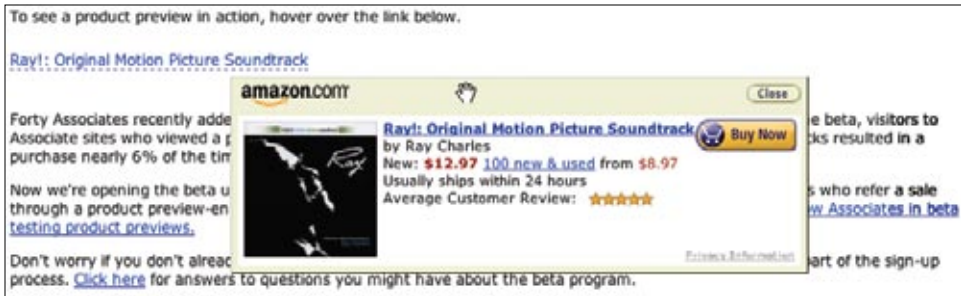 To see a product preview in action, hover over the link below.
Ray!: Original Motion Picture Soundtrack
amazon.com
Close
Ray!: Original Motion Picture Soundtrack
Buy Now
by Ray Charles
New: $12.97 100 new & used from $8.97
Usually ships within 24 hours
Average Customer Review:
Privacy Information
Ray
Forty Associates recently adde e beta, visitors to
Associate sites who viewed a p ks resulted in a
purchase nearly 6% of the tim
Now we're opening the beta u s who refer a sale
through a product preview-en w Associates in beta
testing product previews.
Don't worry if you don't alread art of the sign-up
process. Click here for answers to questions you might have about the beta program.